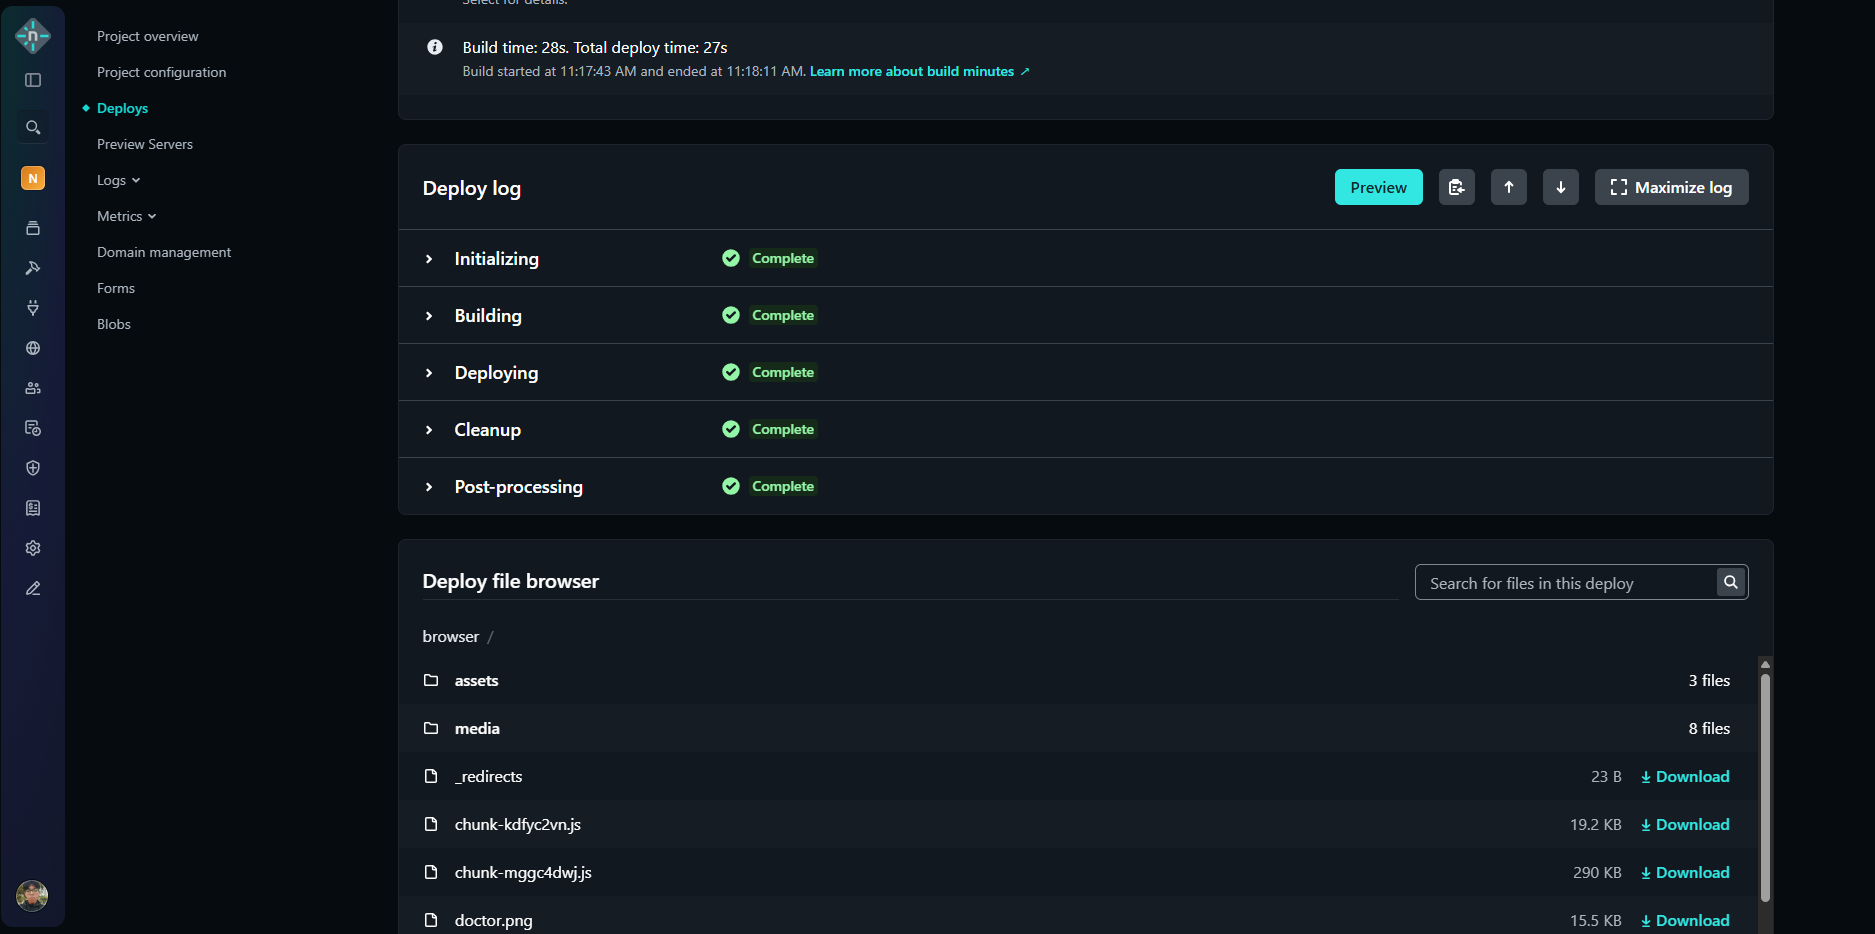 Select for details.
Build time: 28s. Total deploy time: 27s
Build started at 11:17:43 AM and ended at 11:18:11 AM. Learn more about build minutes ↗
n
N
Project overview
Project configuration
Deploys
Preview Servers
Logs
Metrics
Domain management
Forms
Blobs
Deploy log
Preview
Maximize log
Initializing Complete
Building Complete
Deploying Complete
Cleanup Complete
Post-processing Complete
Deploy file browser
Search for files in this deploy
browser /
assets 3 files
media 8 files
_redirects 23 B Download
chunk-kdfyc2vn.js 19.2 KB Download
chunk-mggc4dwj.js 290 KB Download
doctor.png 15.5 KB Download